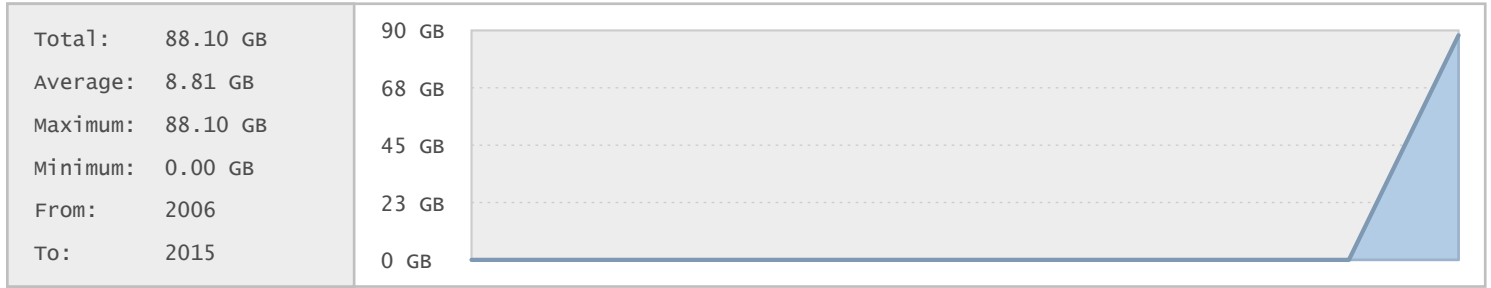 Total: 88.10 GB
Average: 8.81 GB
Maximum: 88.10 GB
Minimum: 0.00 GB
From: 2006
To: 2015
90 GB
68 GB
45 GB
23 GB
0 GB